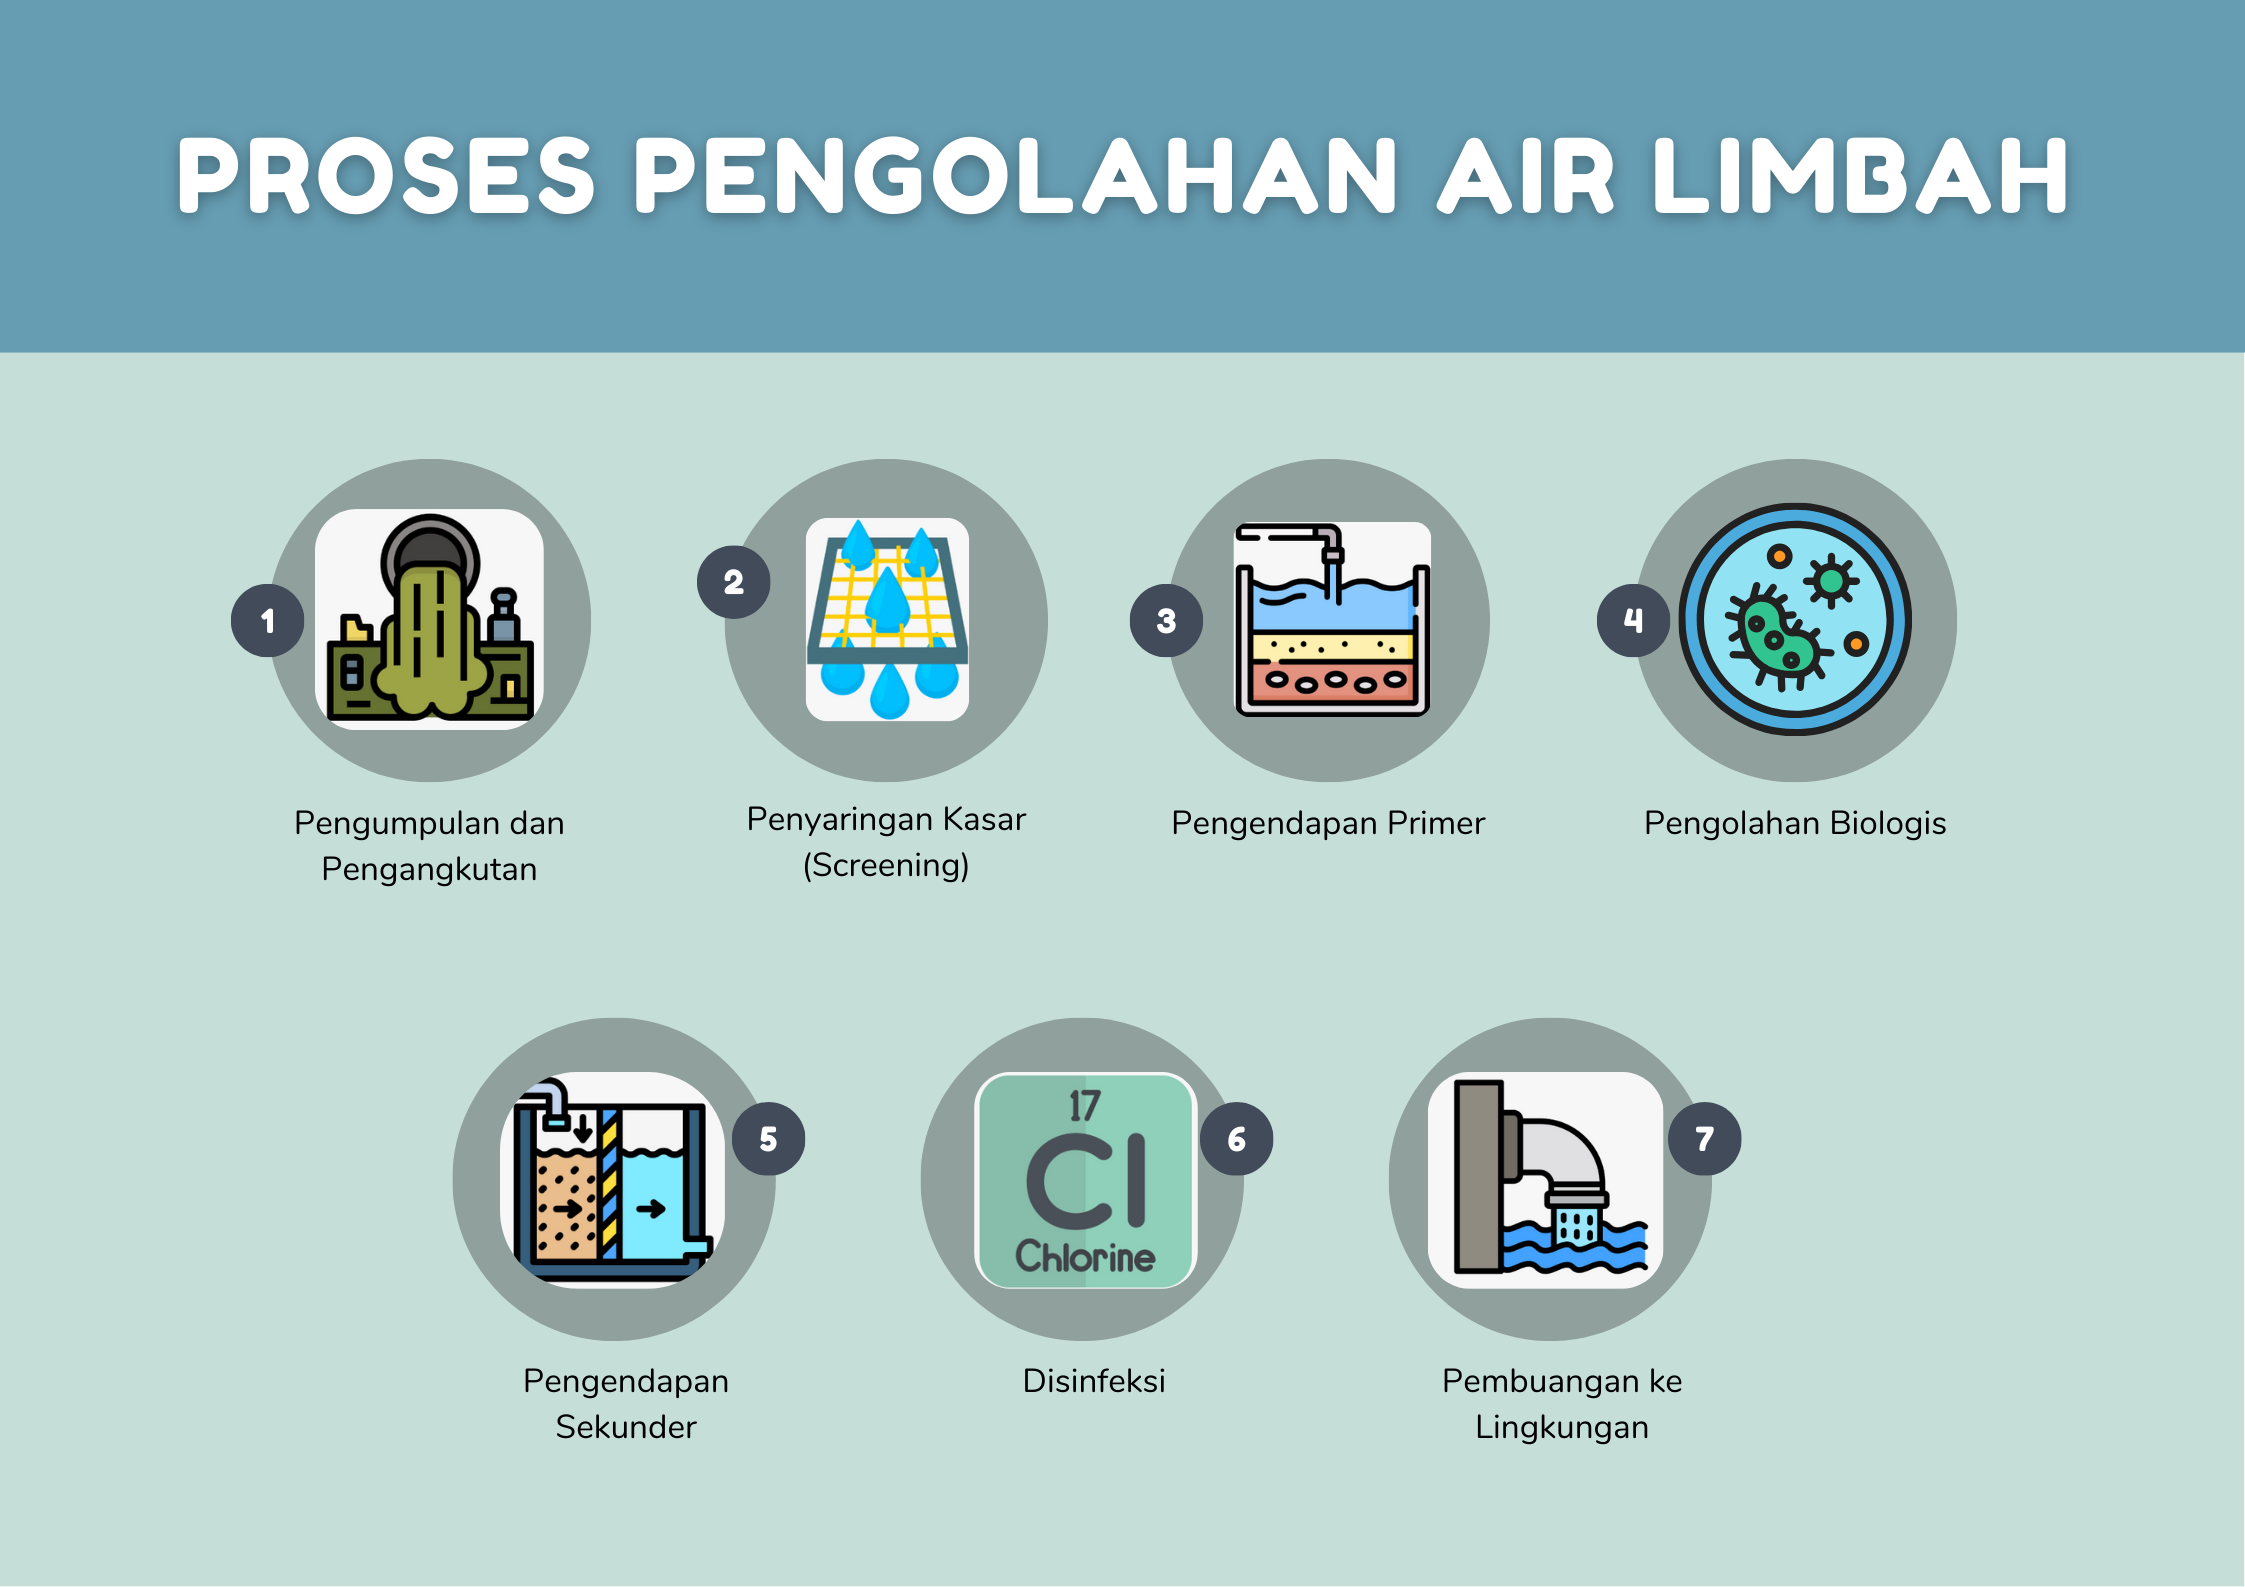 PROSES PENGOLAHAN AIR LIMBAH
1
Pengumpulan dan
Pengangkutan
2
Penyaringan Kasar
(Screening)
3
Pengendapan Primer
4
Pengolahan Biologis
5
Pengendapan
Sekunder
17
Cl
Chlorine
6
Disinfeksi
7
Pembuangan ke
Lingkungan